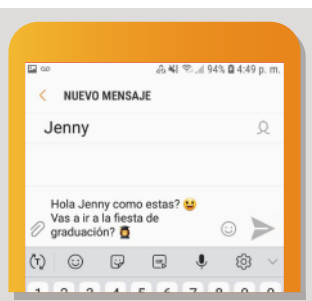 94% 4:49 p. m.
NUEVO MENSAJE
Jenny
Hola Jenny como estas? 😉
Vas a ir a la fiesta de
graduación? 👩‍🎓
(T)